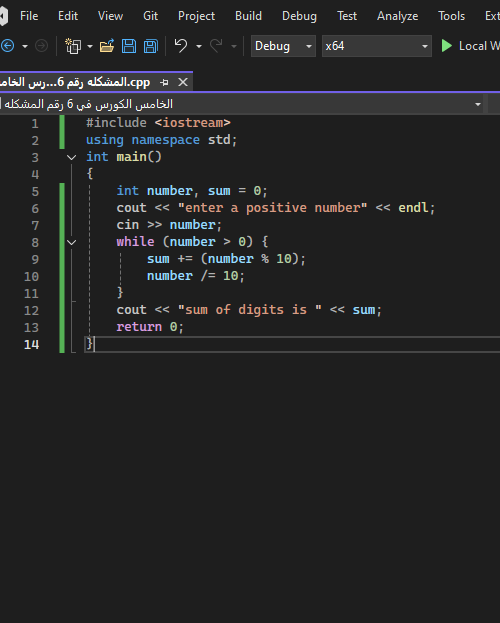 File Edit View Git Project Build Debug Test Analyze Tools
Debug x64 Local
المشكله رقم 6...رس .cpp
الخامس الكورس في 6 رقم المشكله
1 #include <iostream>
2 using namespace std;
3 int main()
4 {
5 int number, sum = 0;
6 cout << "enter a positive number" << endl;
7 cin >> number;
8 while (number > 0) {
9 sum += (number % 10);
10 number /= 10;
11 }
12 cout << "sum of digits is " << sum;
13 return 0;
14 }